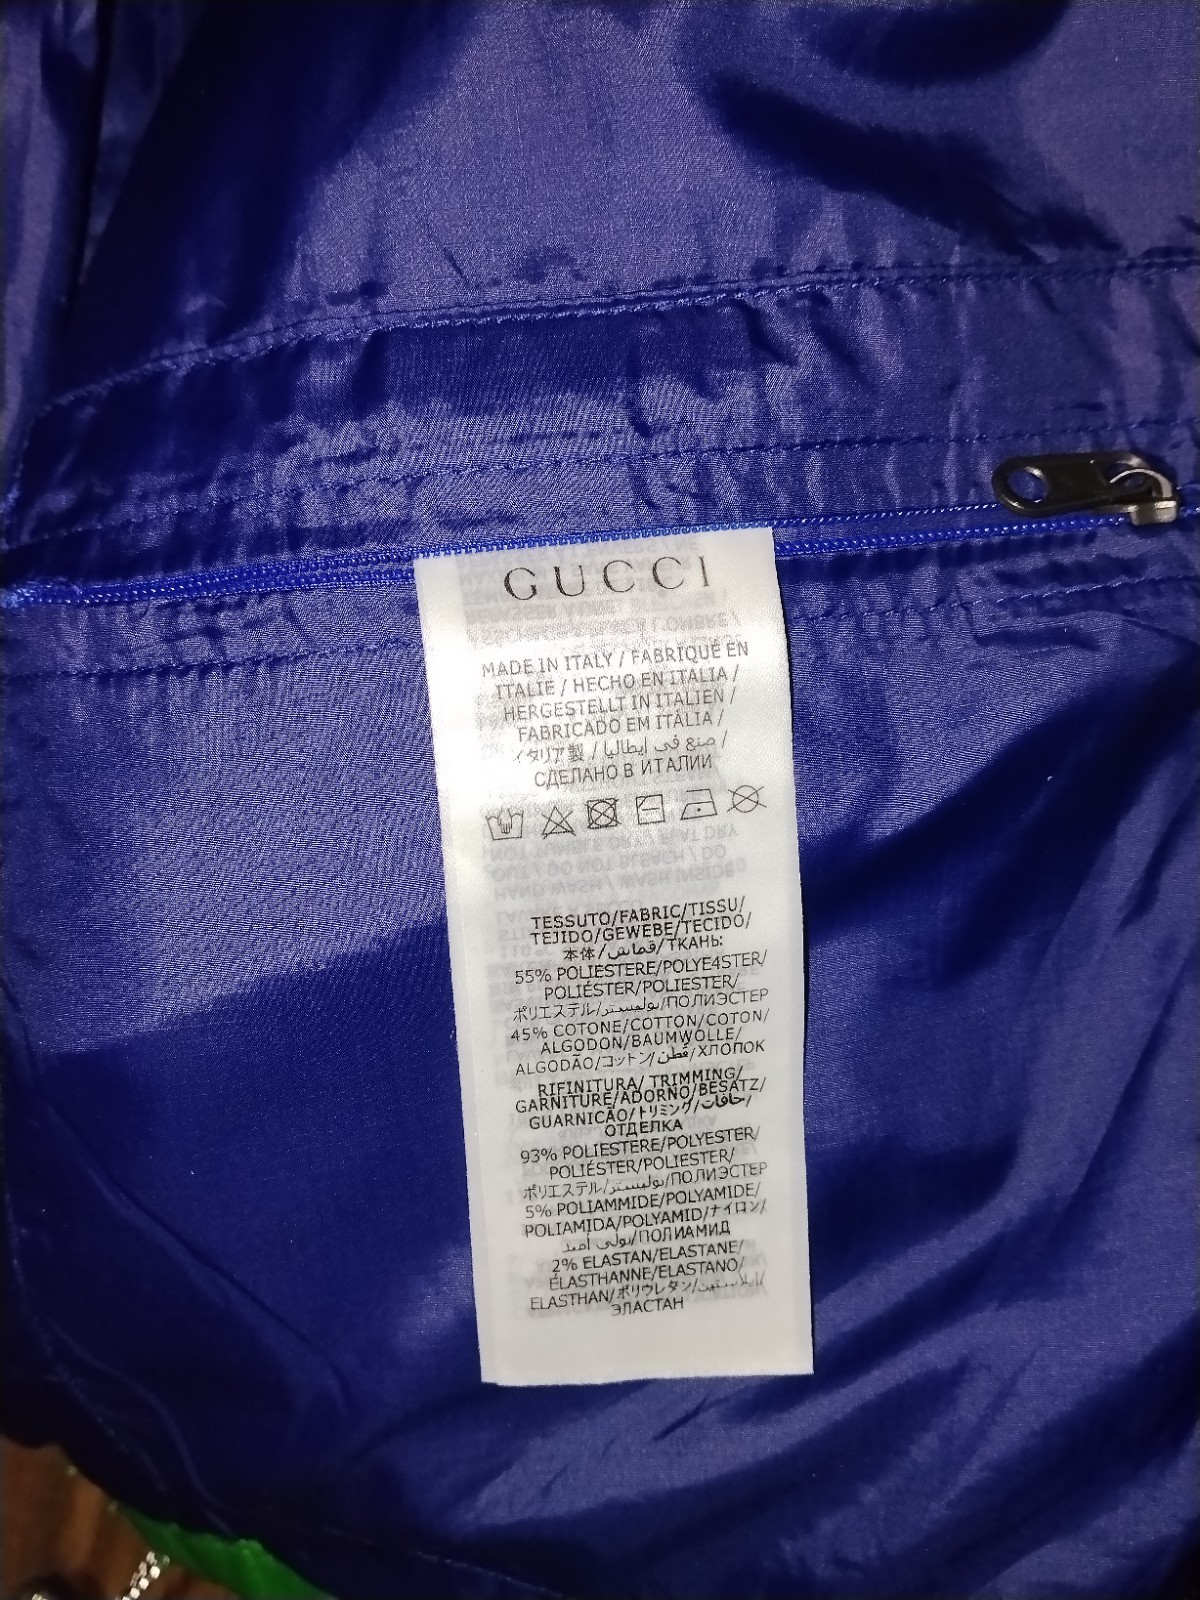 GUCCI
MADE IN ITALY / FABRIQUÉ EN
ITALIE / HECHO EN ITALIA /
HERGESTELLT IN ITALIEN /
FABRICADO EM ITÁLIA /
イタリア製 / صنع في إيطاليا /
СДЕЛАНО В ИТАЛИИ
TESSUTO/FABRIC/TISSU/
TEJIDO/GEWEBE/TECIDO/
本体/قماش/ТКАНЬ:
55% POLIESTERE/POLYE4STER/
POLIÉSTER/POLIESTER/
ポリエステル/بوليستر/ПОЛИЭСТЕР
45% COTONE/COTTON/COTON/
ALGODON/BAUMWOLLE/
ALGODÃO/コットン/قطن/ХЛОПОК
RIFINITURA/ TRIMMING/
GARNITURE/ADORNO/BESATZ/
GUARNICÃO/トリミング/حافات/
ОТДЕЛКА
93% POLIESTERE/POLYESTER/
POLIÉSTER/POLIESTER/
ポリエステル/بوليستر/ПОЛИЭСТЕР
5% POLIAMMIDE/POLYAMIDE/
POLIAMIDA/POLYAMID/ナイロン/
بولي أميد/ПОЛИАМИД
2% ELASTAN/ELASTANE/
ÉLASTHANNE/ELASTANO/
ELASTHAN/ポリウレタン/إيلاستين/
ЭЛАСТАН